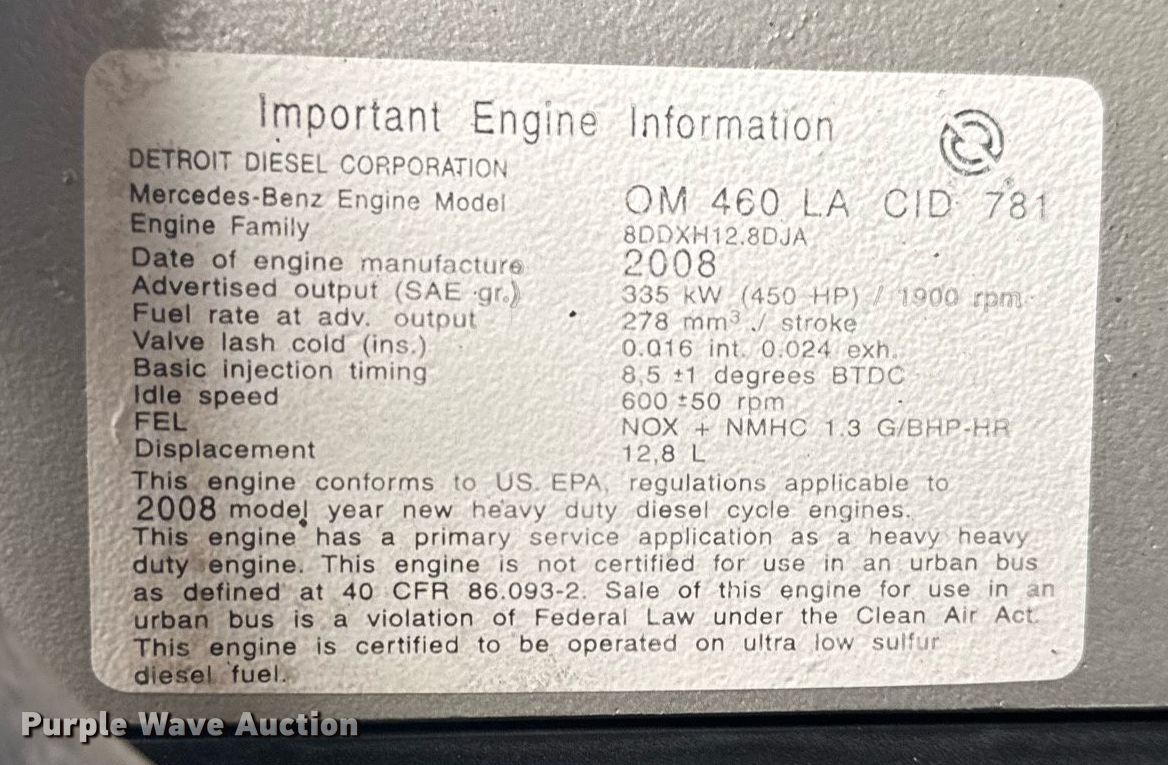 Important Engine Information
DETROIT DIESEL CORPORATION
Mercedes-Benz Engine Model OM 460 LA CID 781
Engine Family 8DDXH12.8DJA
Date of engine manufacture 2008
Advertised output (SAE gr.) 335 kW (450 HP) / 1900 rpm
Fuel rate at adv. output 278 mm³ / stroke
Valve lash cold (ins.) 0.016 int. 0.024 exh.
Basic injection timing 8,5 ±1 degrees BTDC
Idle speed 600 ±50 rpm
FEL NOX + NMHC 1.3 G/BHP-HR
Displacement 12,8 L
This engine conforms to US. EPA, regulations applicable to
2008 model year new heavy duty diesel cycle engines.
This engine has a primary service application as a heavy heavy
duty engine. This engine is not certified for use in an urban bus
as defined at 40 CFR 86.093-2. Sale of this engine for use in an
urban bus is a violation of Federal Law under the Clean Air Act.
This engine is certified to be operated on ultra low sulfur
diesel fuel.
Purple Wave Auction